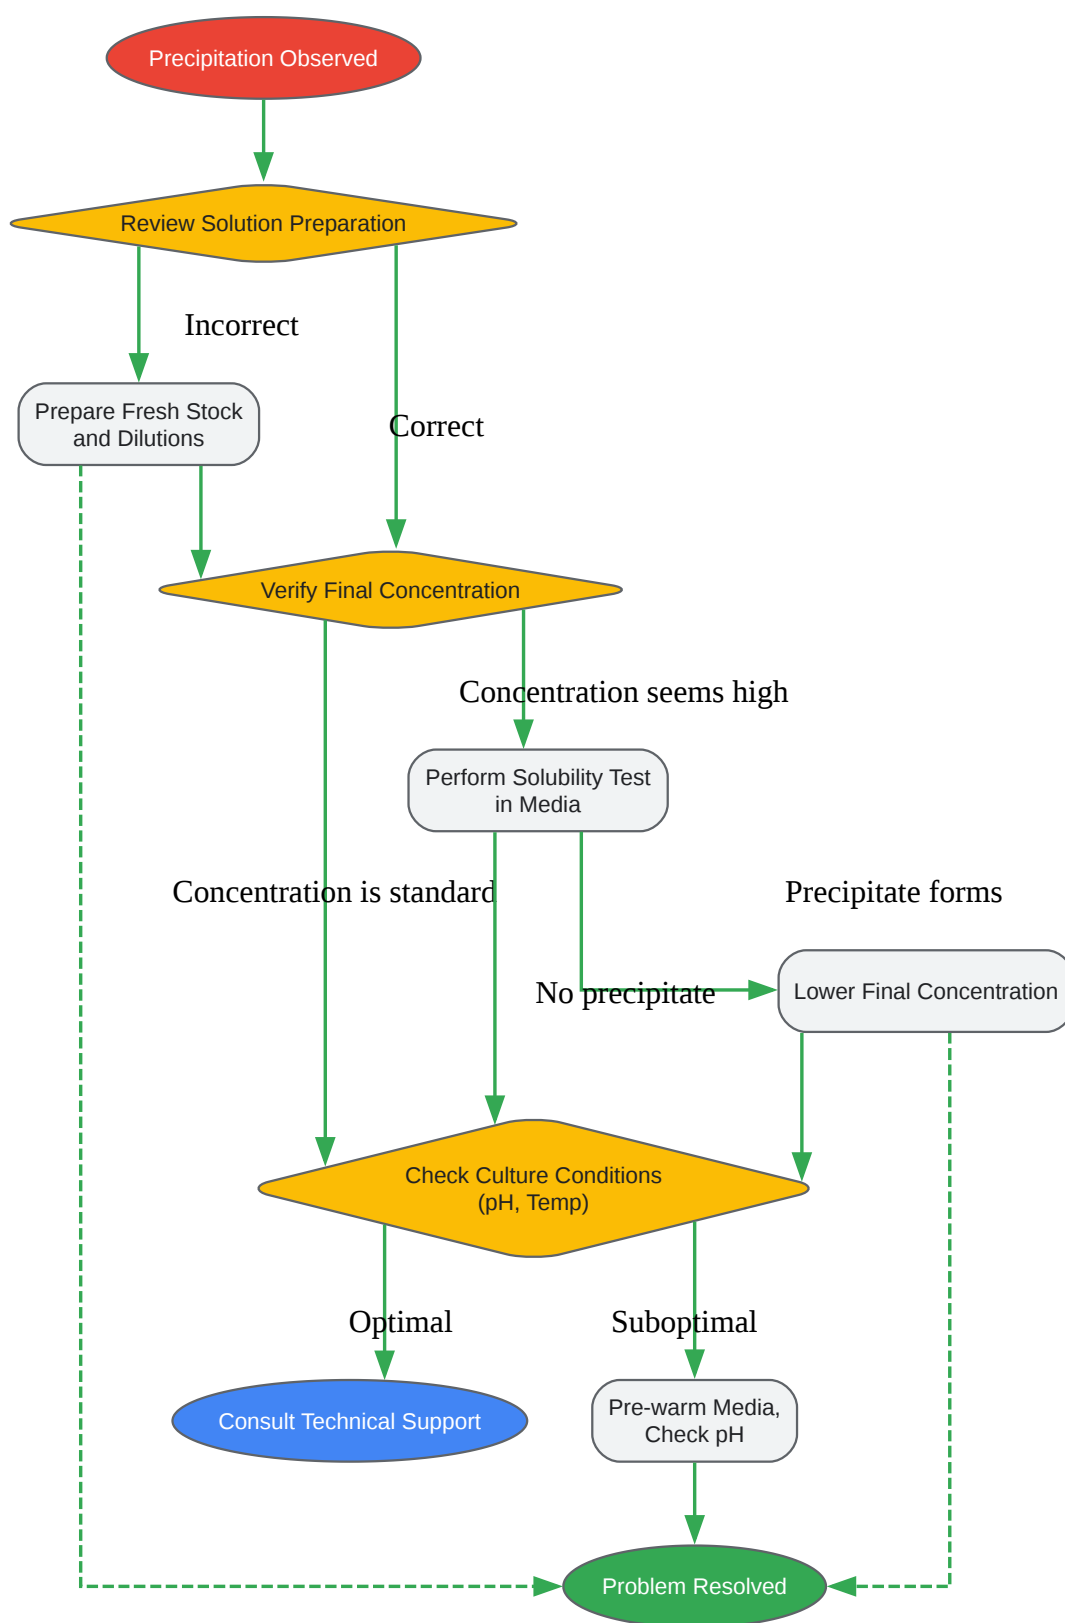 Precipitation Observed
Review Solution Preparation
Incorrect
Prepare Fresh Stock
and Dilutions
Correct
Verify Final Concentration
Concentration seems high
Perform Solubility Test
in Media
Concentration is standard
Precipitate forms
No precipitate
Lower Final Concentration
Check Culture Conditions
(pH, Temp)
Optimal
Suboptimal
Consult Technical Support
Pre-warm Media,
Check pH
Problem Resolved